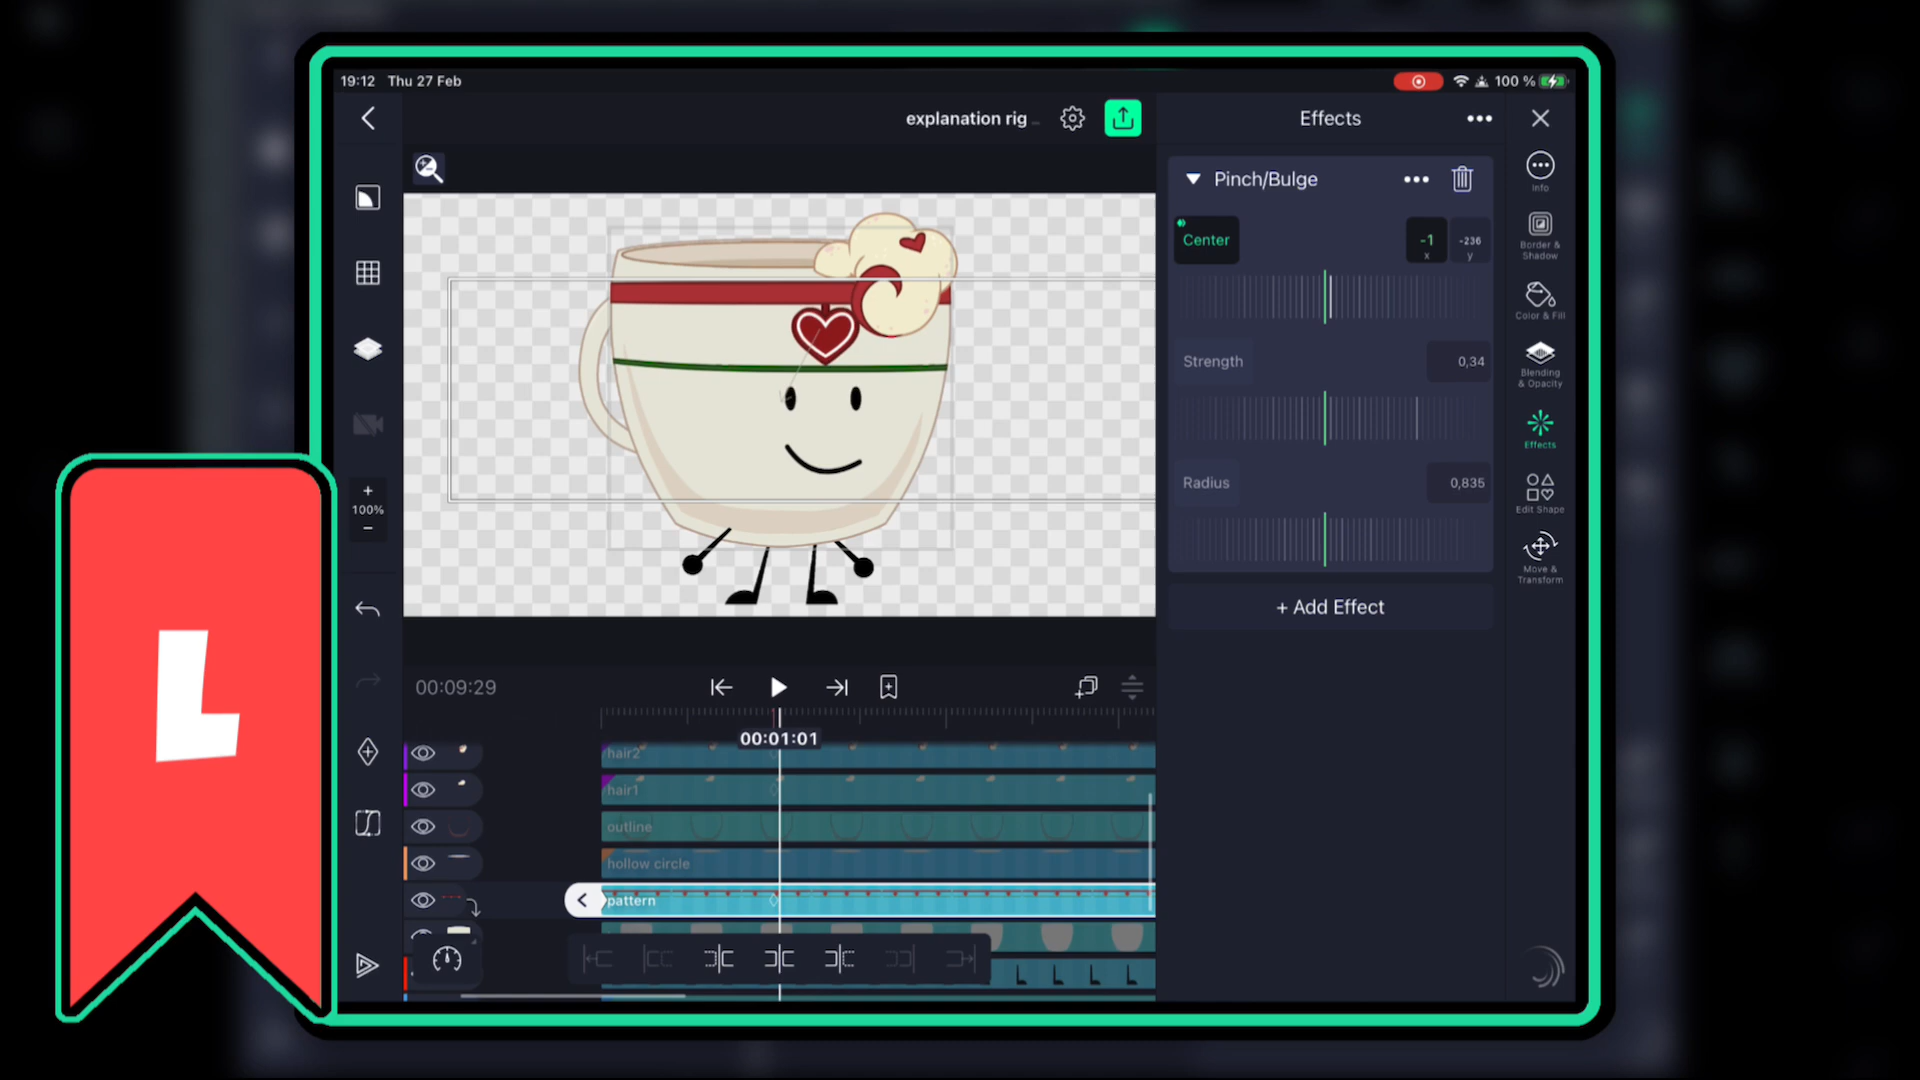 19:12 Thu 27 Feb
100 %
explanation rig
Effects
Info
Pinch/Bulge
Center
-1
x
-236
y
Border & Shadow
Color & Fill
Strength
0,34
Blending & Opacity
Effects
Radius
0,835
Edit Shape
Move & Transform
+ Add Effect
+
100%
−
L
00:09:29
00:01:01
hair2
hair1
outline
hollow circle
pattern